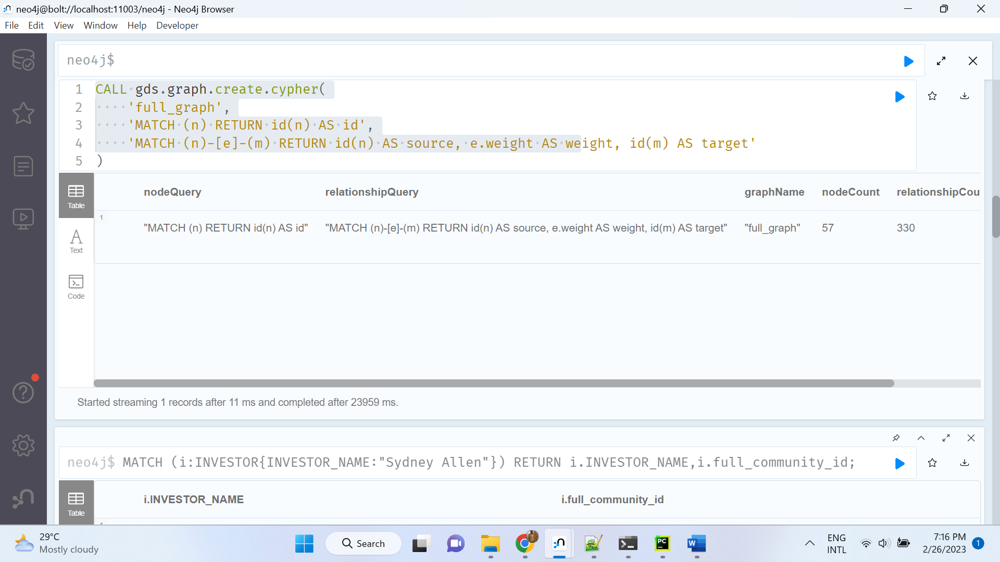 neo4j@bolt://localhost:11003/neo4j - Neo4j Browser
File Edit View Window Help Developer
neo4j$
1 CALL gds.graph.create.cypher(
2 'full_graph',
3 'MATCH (n) RETURN id(n) AS id',
4 'MATCH (n)-[e]-(m) RETURN id(n) AS source, e.weight AS weight, id(m) AS target'
5 )
Table
nodeQuery relationshipQuery graphName nodeCount relationshipCou
1
"MATCH (n) RETURN id(n) AS id" "MATCH (n)-[e]-(m) RETURN id(n) AS source, e.weight AS weight, id(m) AS target" "full_graph" 57 330
Text
Code
Started streaming 1 records after 11 ms and completed after 23959 ms.
neo4j$ MATCH (i:INVESTOR{INVESTOR_NAME:"Sydney Allen"}) RETURN i.INVESTOR_NAME,i.full_community_id;
Table
i.INVESTOR_NAME i.full_community_id
29°C
Mostly cloudy
Search
PC
W
ENG
INTL
7:16 PM
2/26/2023
1